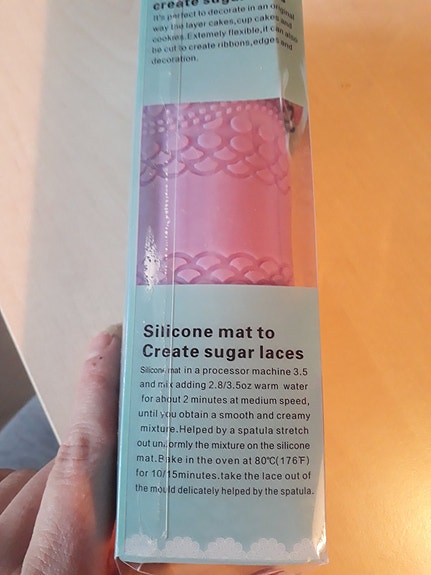 create sugar
It's perfect to decorate in an original
way the layer cakes,cup cakes and
cookies.Extemely flexible,it can also
be cut to create ribbons,edges and
decoration.
Silicone mat to
Create sugar laces
Silicone mat in a processor machine 3.5
and mix adding 2.8/3.5oz warm water
for about 2 minutes at medium speed,
until you obtain a smooth and creamy
mixture.Helped by a spatula stretch
out unformly the mixture on the silicone
mat.Bake in the oven at 80℃(176℉)
for 10/15minutes.take the lace out of
the mould delicately helped by the spatula.